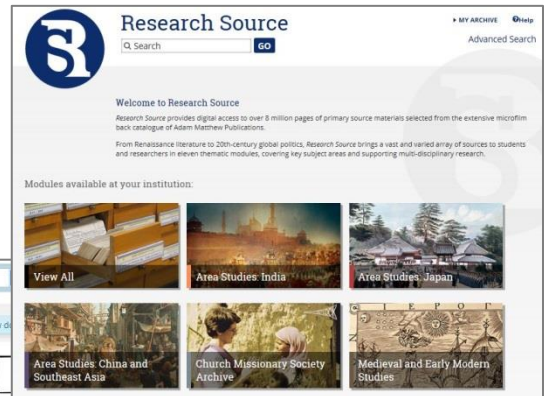 Research Source
MY ARCHIVE
Help
Search
GO
Advanced Search
Welcome to Research Source
Research Source provides digital access to over 8 million pages of primary source materials selected from the extensive microfilm
back catalogue of Adam Matthew Publications.
From Renaissance literature to 20th-century global politics, Research Source brings a vast and varied array of sources to students
and researchers in eleven thematic modules, covering key subject areas and supporting multi-disciplinary research.
Modules available at your institution:
View All
Area Studies: India
Area Studies: Japan
Area Studies: China and
Southeast Asia
Church Missionary Society
Archive
Medieval and Early Modern
Studies